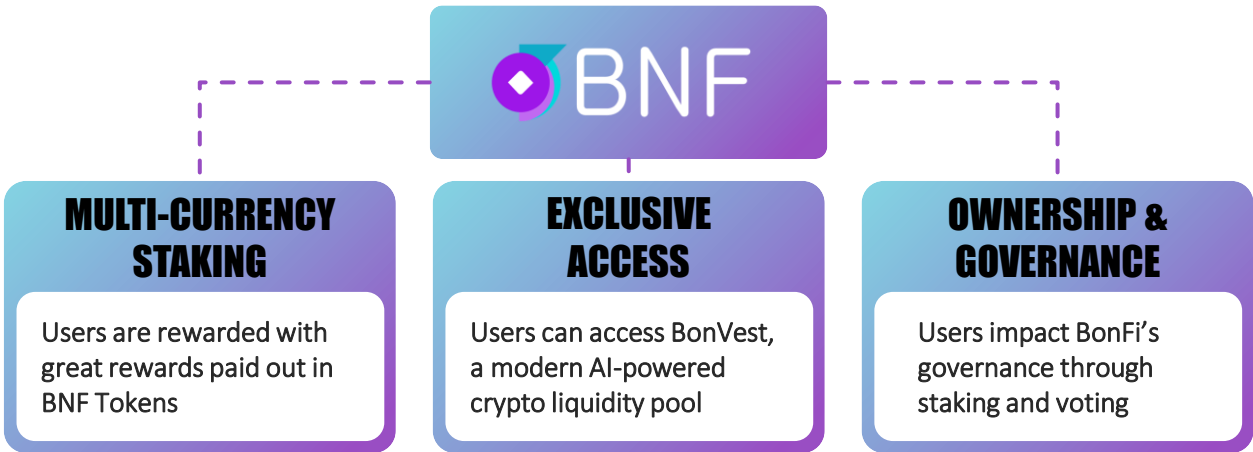 BNF
MULTI-CURRENCY
STAKING
Users are rewarded with
great rewards paid out in
BNF Tokens
EXCLUSIVE
ACCESS
Users can access BonVest,
a modern AI-powered
crypto liquidity pool
OWNERSHIP &
GOVERNANCE
Users impact BonFi’s
governance through
staking and voting